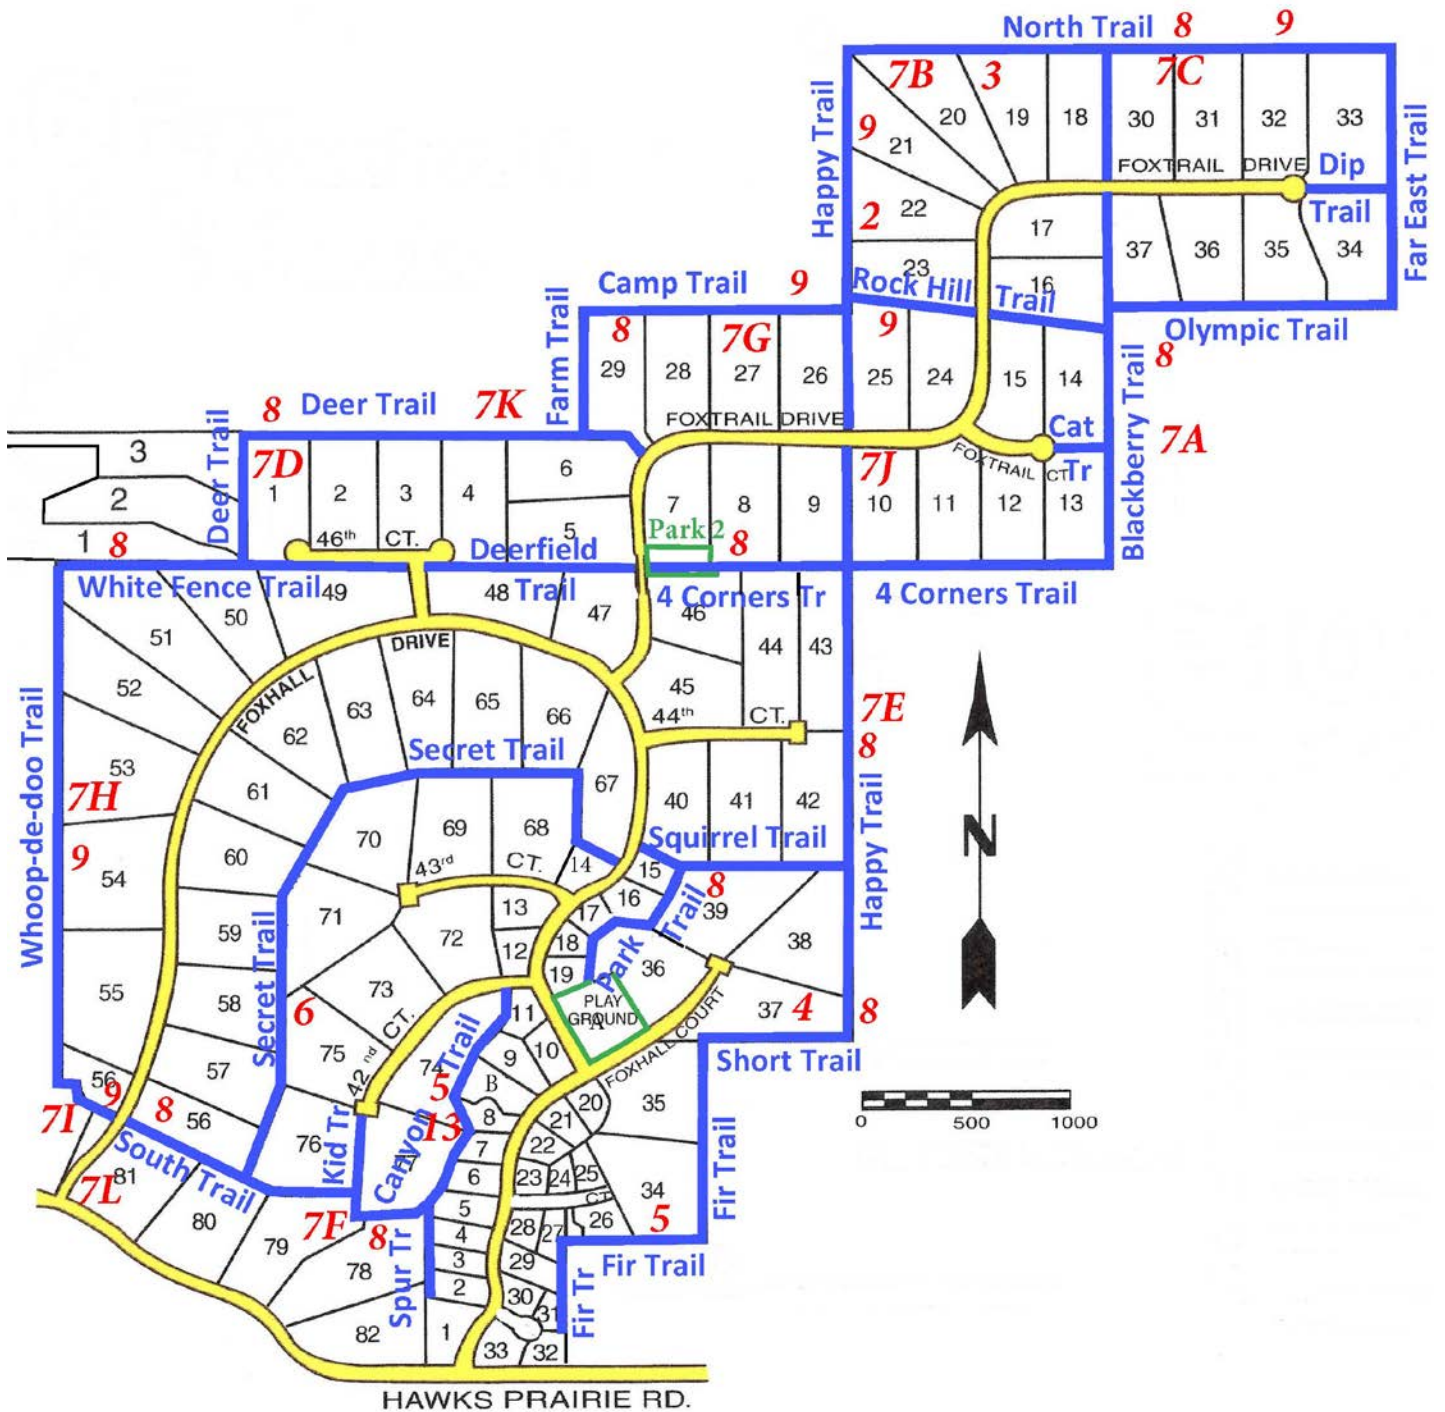 North Trail 8 9
7B 3 7C
Happy Trail
9 20 19 18 30 31 32 33
21
FOXTRAIL DRIVE Dip
Trail
Far East Trail
2 22 17 37 36 35 34
23 16
Camp Trail 9
Rock Hill Trail
Olympic Trail
Farm Trail
8 7G 9
29 28 27 26 25 24 15 14
Blackberry Trail
8
8 Deer Trail 7K
FOXTRAIL DRIVE
Cat
Tr
FOXTRAIL CT.
7A
3
Deer Trail
7D 6 7J
2 1 2 3 4 7 8 9 10 11 12 13
5
1 8
46th CT.
Deerfield
Trail
Park 2
8
White Fence Trail
49 48 47
4 Corners Tr
4 Corners Trail
46
50
51
DRIVE
44 43
52
FOXHALL
45
62 63 64 65 66
44th CT.
7E
8
Whoop-de-doo Trail
53
7H
Secret Trail
61 67 40 41 42
Happy Trail
N
70 69 68
Squirrel Trail
9
54 60
43rd CT.
14 15
8
39
16
13 17
Park Trail
71 72 59 12 18 38
Secret Trail
19 36
55 58 73
PLAY
GROUND
A
37 4 8
6
11
FOXHALL COURT
Short Trail
75
42nd CT.
74
Canyon Trail
9 10
57 56
B
5
0 500 1000
9 8
20 35
7I 56
13 8 21
South Trail
76 Kid Tr
77
7 22
81
6 23 24 25
7L
CT
34
Fir Trail
80
5 26
7F 8
28 27
5
79
4
Spur Tr
3 29
Fir Trail
78
2 30
31
Fir Tr
82 1 33 32
HAWKS PRAIRIE RD.